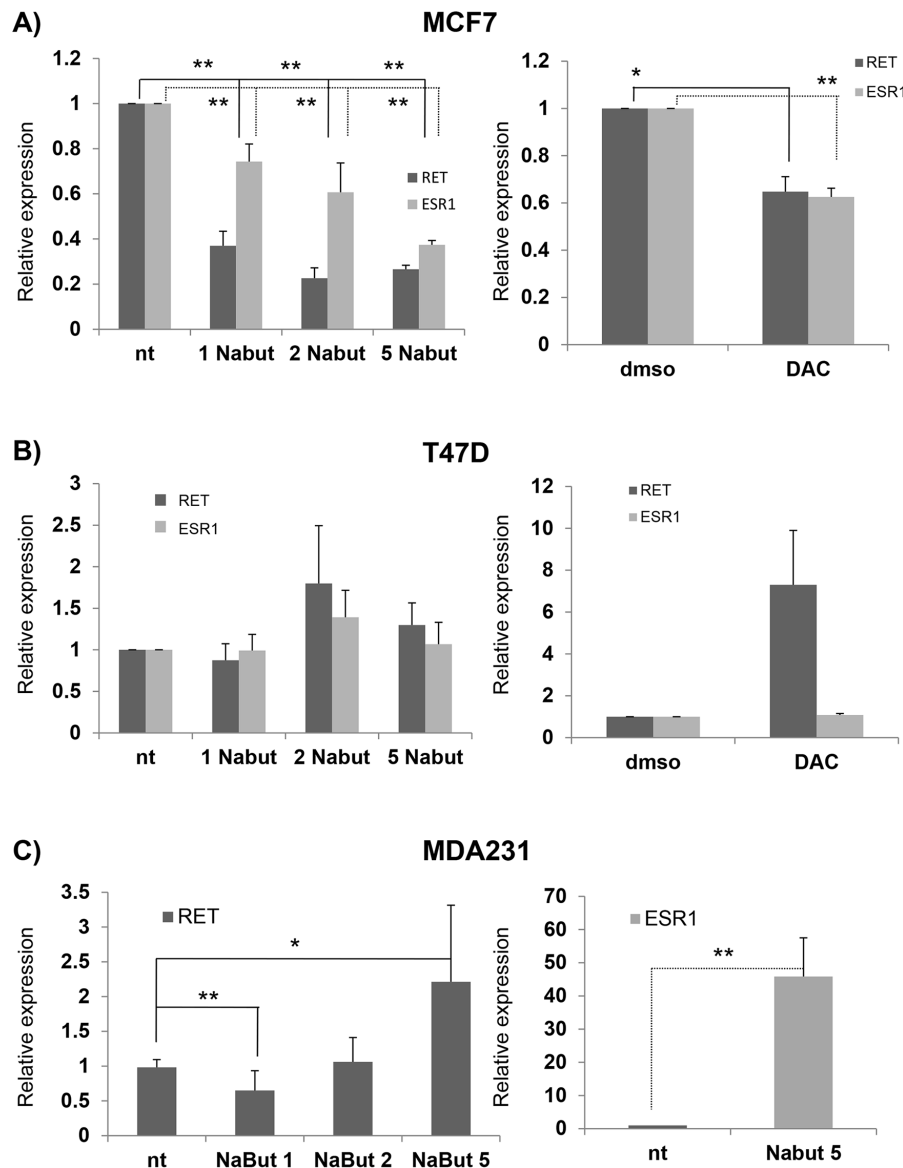 A)
MCF7
Relative expression
1.2
1
0.8
0.6
0.4
0.2
0
** ** **
** ** **
RET
ESR1
nt 1 Nabut 2 Nabut 5 Nabut
Relative expression
1.2
1
0.8
0.6
0.4
0.2
0
* **
RET
ESR1
dmso DAC
B)
T47D
Relative expression
3
2.5
2
1.5
1
0.5
0
RET
ESR1
nt 1 Nabut 2 Nabut 5 Nabut
Relative expression
12
10
8
6
4
2
0
RET
ESR1
dmso DAC
C)
MDA231
Relative expression
3.5
3
2.5
2
1.5
1
0.5
0
RET
*
**
nt NaBut 1 NaBut 2 NaBut 5
Relative expression
70
60
50
40
30
20
10
0
ESR1
**
nt Nabut 5